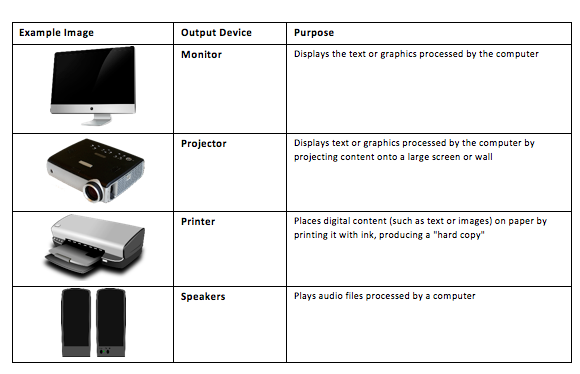 Example Image Output Device Purpose
Monitor Displays the text or graphics processed by the computer
Projector Displays text or graphics processed by the computer by
projecting content onto a large screen or wall
Printer Places digital content (such as text or images) on paper by
printing it with ink, producing a "hard copy"
Speakers Plays audio files processed by a computer